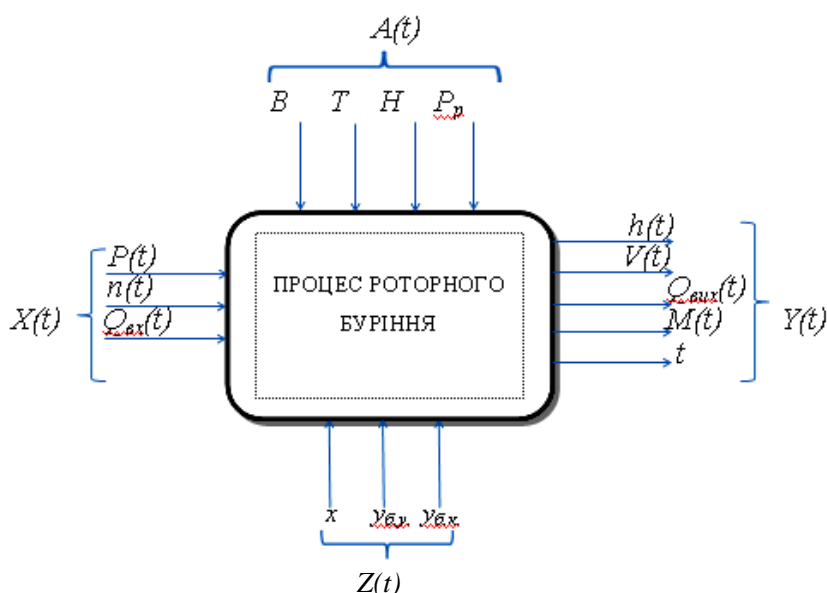 A(t)
B T H Pp
P(t)
n(t)
Qвх(t)
X(t)
ПРОЦЕС РОТОРНОГО
БУРІННЯ
h(t)
V(t)
Qвих(t)
M(t)
t
Y(t)
x yб.у yб.х
Z(t)